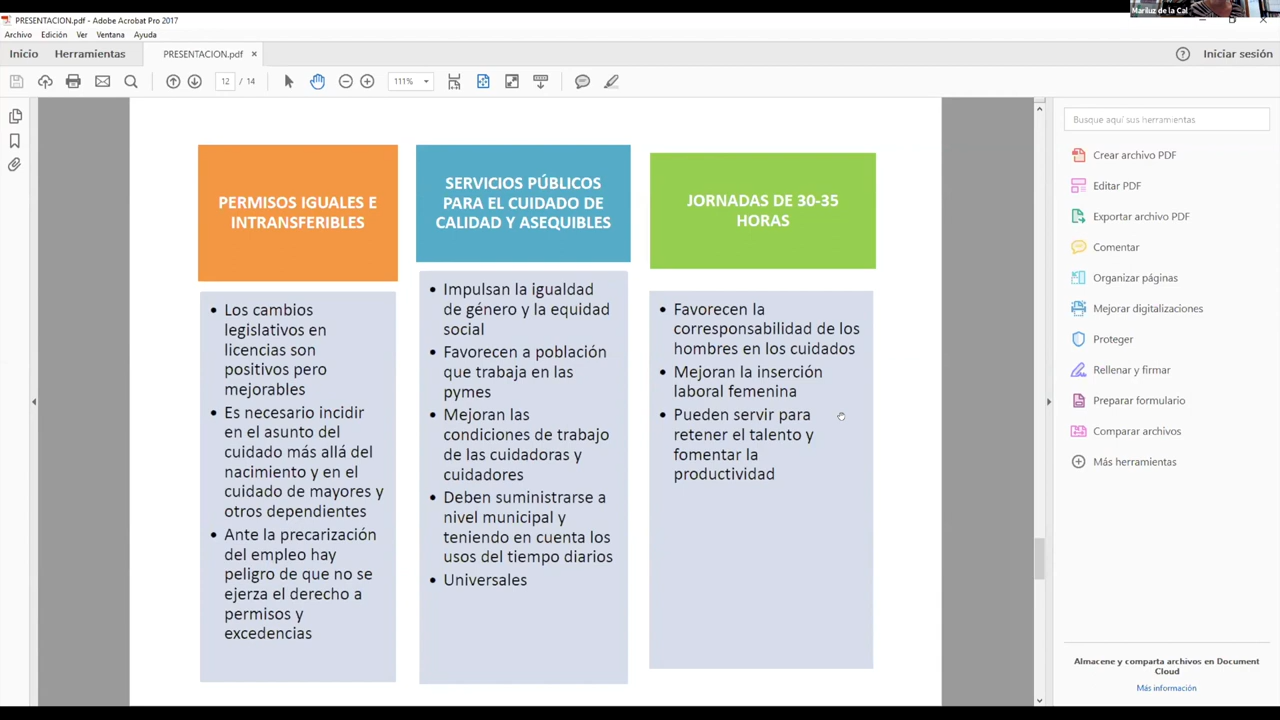 Mariluz de la Cal
PRESENTACION.pdf - Adobe Acrobat Pro 2017
Archivo Edición Ver Ventana Ayuda
Inicio Herramientas PRESENTACION.pdf × Iniciar sesión
12 / 14 111%
Busque aquí sus herramientas
Crear archivo PDF
Editar PDF
Exportar archivo PDF
Comentar
Organizar páginas
Mejorar digitalizaciones
Proteger
Rellenar y firmar
Preparar formulario
Comparar archivos
Más herramientas
Almacene y comparta archivos en Document
Cloud
Más información
PERMISOS IGUALES E
INTRANSFERIBLES
• Los cambios
legislativos en
licencias son
positivos pero
mejorables
• Es necesario incidir
en el asunto del
cuidado más allá del
nacimiento y en el
cuidado de mayores y
otros dependientes
• Ante la precarización
del empleo hay
peligro de que no se
ejerza el derecho a
permisos y
excedencias
SERVICIOS PÚBLICOS
PARA EL CUIDADO DE
CALIDAD Y ASEQUIBLES
• Impulsan la igualdad
de género y la equidad
social
• Favorecen a población
que trabaja en las
pymes
• Mejoran las
condiciones de trabajo
de las cuidadoras y
cuidadores
• Deben suministrarse a
nivel municipal y
teniendo en cuenta los
usos del tiempo diarios
• Universales
JORNADAS DE 30-35
HORAS
• Favorecen la
corresponsabilidad de los
hombres en los cuidados
• Mejoran la inserción
laboral femenina
• Pueden servir para
retener el talento y
fomentar la
productividad